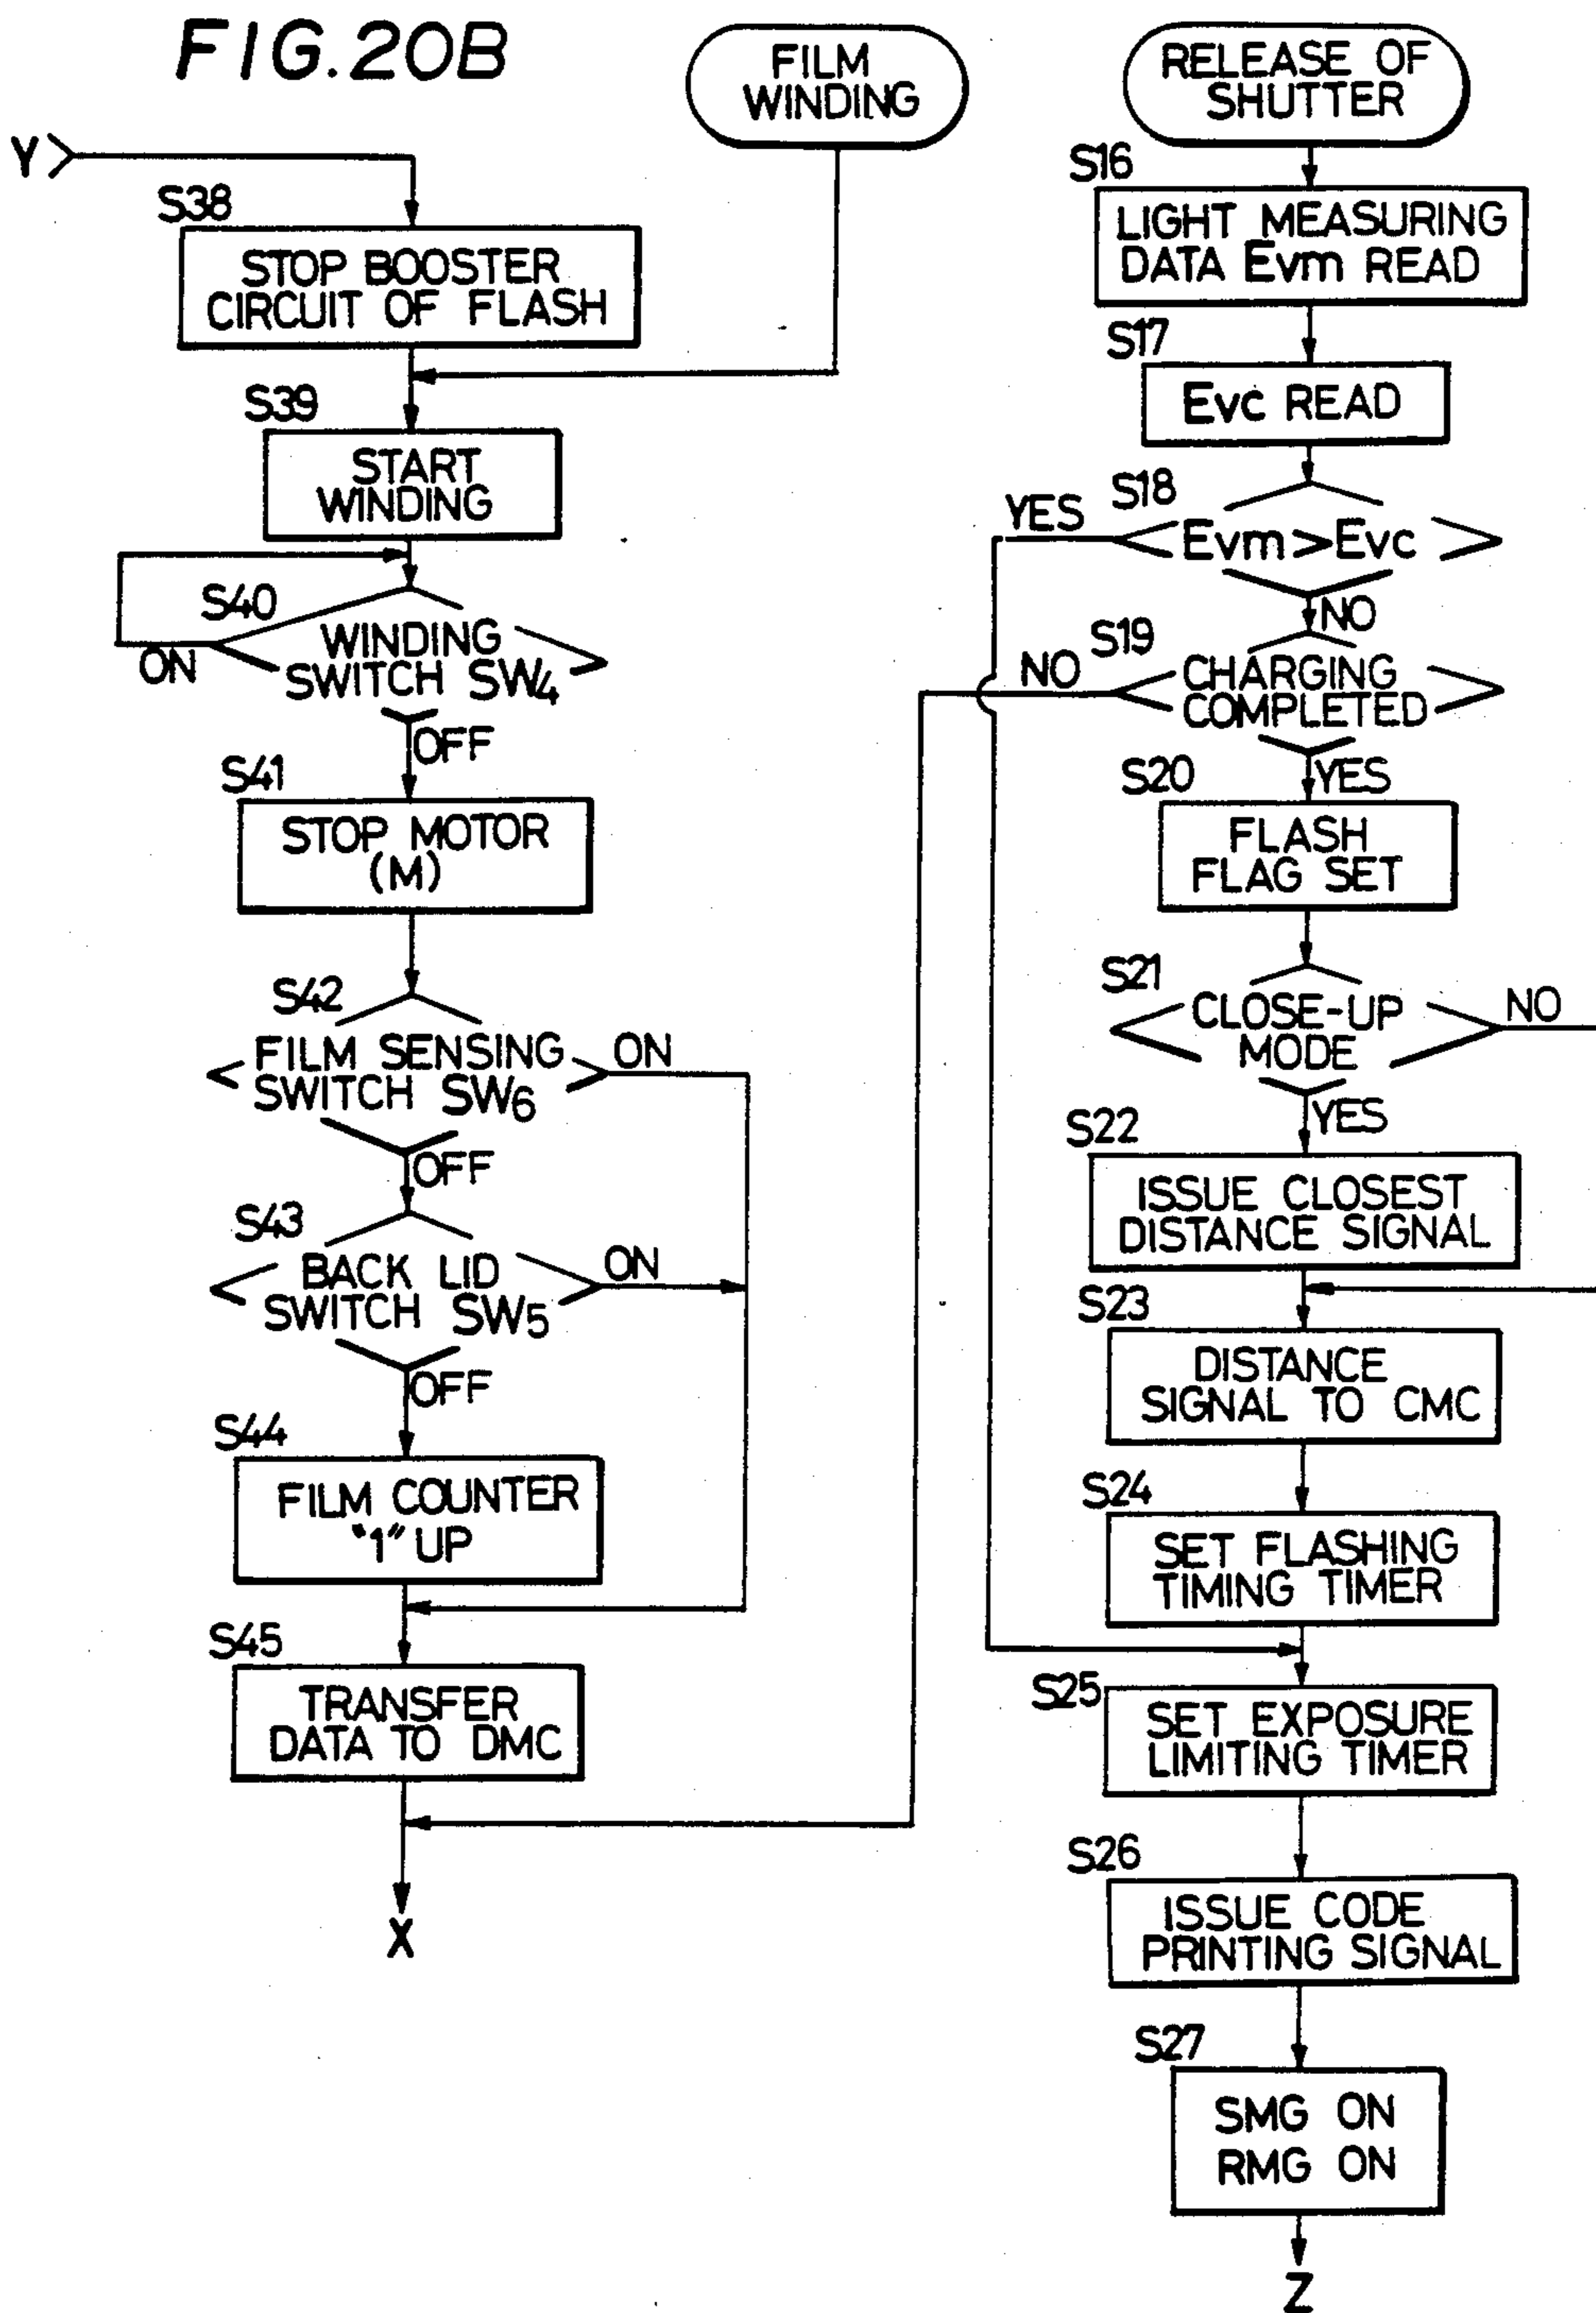 FIG.20B
FILM
WINDING
Y
S38
STOP BOOSTER
CIRCUIT OF FLASH
S39
START
WINDING
S40
WINDING
SWITCH SW4
ON
OFF
S41
STOP MOTOR
(M)
S42
FILM SENSING
SWITCH SW6
ON
OFF
S43
BACK LID
SWITCH SW5
ON
OFF
S44
FILM COUNTER
"1" UP
S45
TRANSFER
DATA TO DMC
X
RELEASE OF
SHUTTER
S16
LIGHT MEASURING
DATA Evm READ
S17
Evc READ
S18
YES
Evm > Evc
NO
S19
NO
CHARGING
COMPLETED
YES
S20
FLASH
FLAG SET
S21
CLOSE-UP
MODE
NO
YES
S22
ISSUE CLOSEST
DISTANCE SIGNAL
S23
DISTANCE
SIGNAL TO CMC
S24
SET FLASHING
TIMING TIMER
S25
SET EXPOSURE
LIMITING TIMER
S26
ISSUE CODE
PRINTING SIGNAL
S27
SMG ON
RMG ON
Z